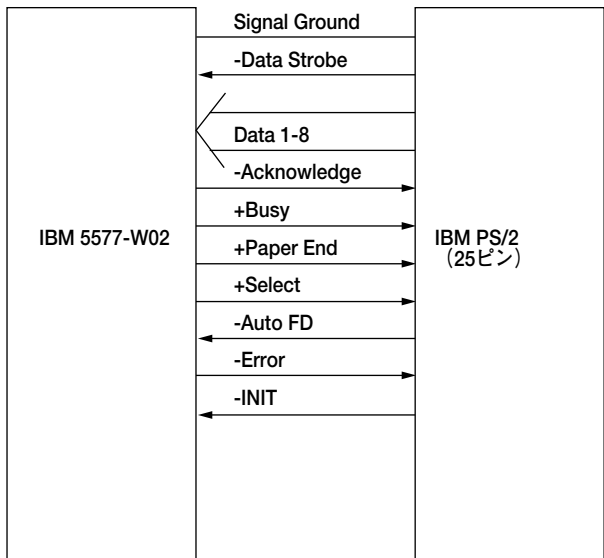 Signal Ground
-Data Strobe
Data 1-8
-Acknowledge
IBM 5577-W02
+Busy
IBM PS/2
(25ピン)
+Paper End
+Select
-Auto FD
-Error
-INIT